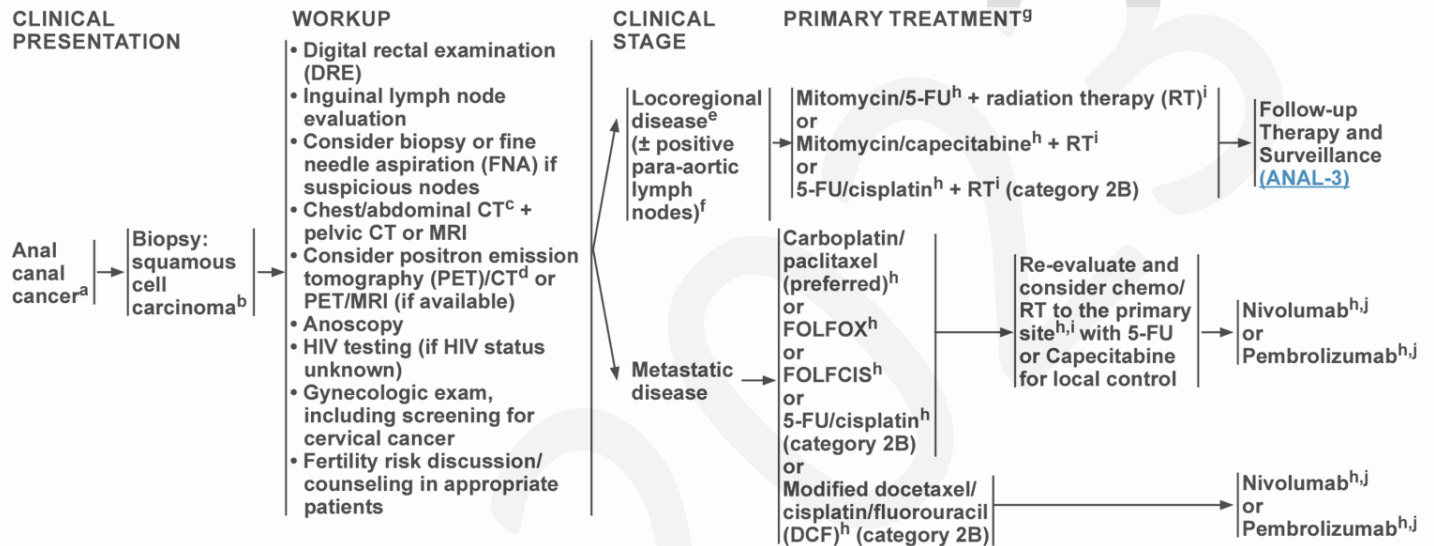 CLINICAL
PRESENTATION
WORKUP
CLINICAL
STAGE
PRIMARY TREATMENTg
Anal
canal
cancera
Biopsy:
squamous
cell
carcinomab
• Digital rectal examination
(DRE)
• Inguinal lymph node
evaluation
• Consider biopsy or fine
needle aspiration (FNA) if
suspicious nodes
• Chest/abdominal CTc +
pelvic CT or MRI
• Consider positron emission
tomography (PET)/CTd or
PET/MRI (if available)
• Anoscopy
• HIV testing (if HIV status
unknown)
• Gynecologic exam,
including screening for
cervical cancer
• Fertility risk discussion/
counseling in appropriate
patients
Locoregional
diseasee
(± positive
para-aortic
lymph
nodes)f
Mitomycin/5-FUh + radiation therapy (RT)i
or
Mitomycin/capecitabineh + RTi
or
5-FU/cisplatinh + RTi (category 2B)
Follow-up
Therapy and
Surveillance
(ANAL-3)
Metastatic
disease
Carboplatin/
paclitaxel
(preferred)h
or
FOLFOXh
or
FOLFCISh
or
5-FU/cisplatinh
(category 2B)
or
Modified docetaxel/
cisplatin/fluorouracil
(DCF)h (category 2B)
Re-evaluate and
consider chemo/
RT to the primary
siteh,i with 5-FU
or Capecitabine
for local control
Nivolumabh,j
or
Pembrolizumabh,j
Nivolumabh,j
or
Pembrolizumabh,j